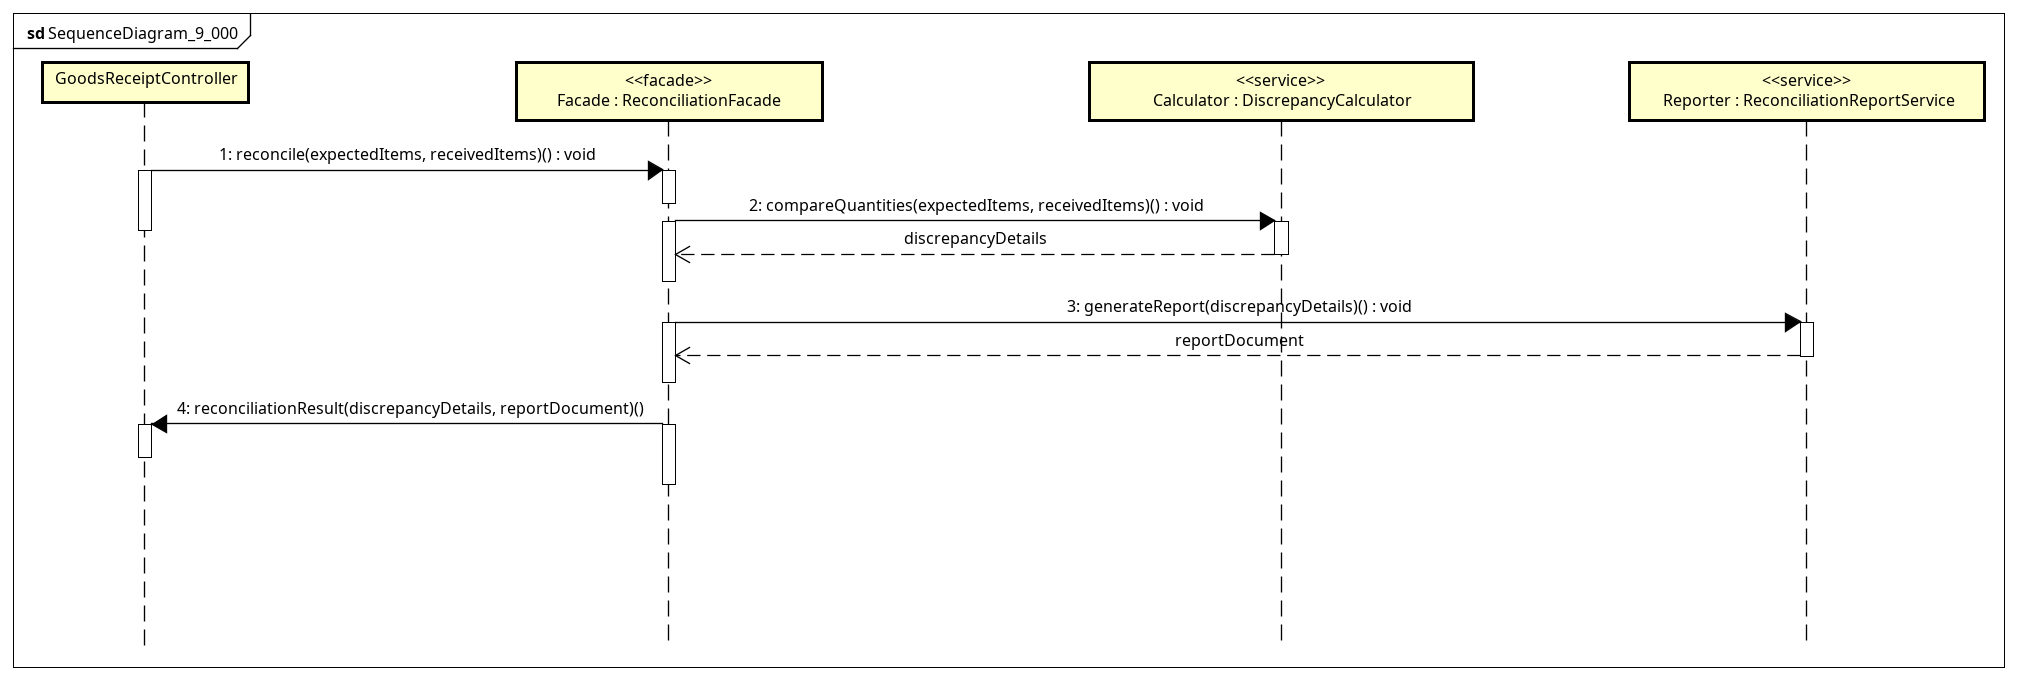 sd SequenceDiagram_9_000
GoodsReceiptController
<<facade>>
Facade : ReconciliationFacade
<<service>>
Calculator : DiscrepancyCalculator
<<service>>
Reporter : ReconciliationReportService
1: reconcile(expectedItems, receivedItems)() : void
2: compareQuantities(expectedItems, receivedItems)() : void
discrepancyDetails
3: generateReport(discrepancyDetails)() : void
reportDocument
4: reconciliationResult(discrepancyDetails, reportDocument)()